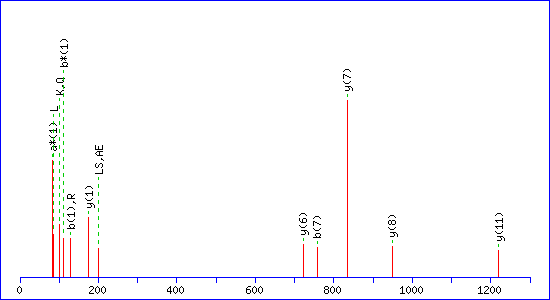 a*(1) L
K,Q
b*(1)
b(1),R
y(1)
LS,AE
y(6)
b(7)
y(7)
y(8)
y(11)
0 200 400 600 800 1000 1200